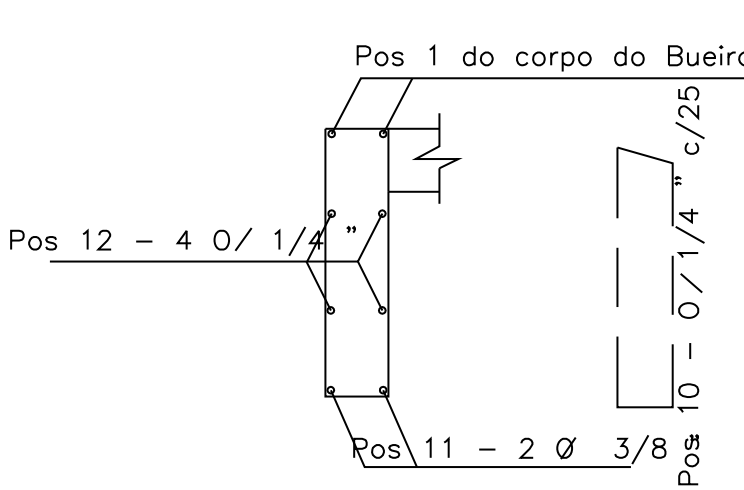 Pos 1 do corpo do Bueiro
Pos 12 - 4 O/ 1/4 "
Pos 11 - 2 Ø 3/8
Pos 10 - O/ 1/4 " c/25